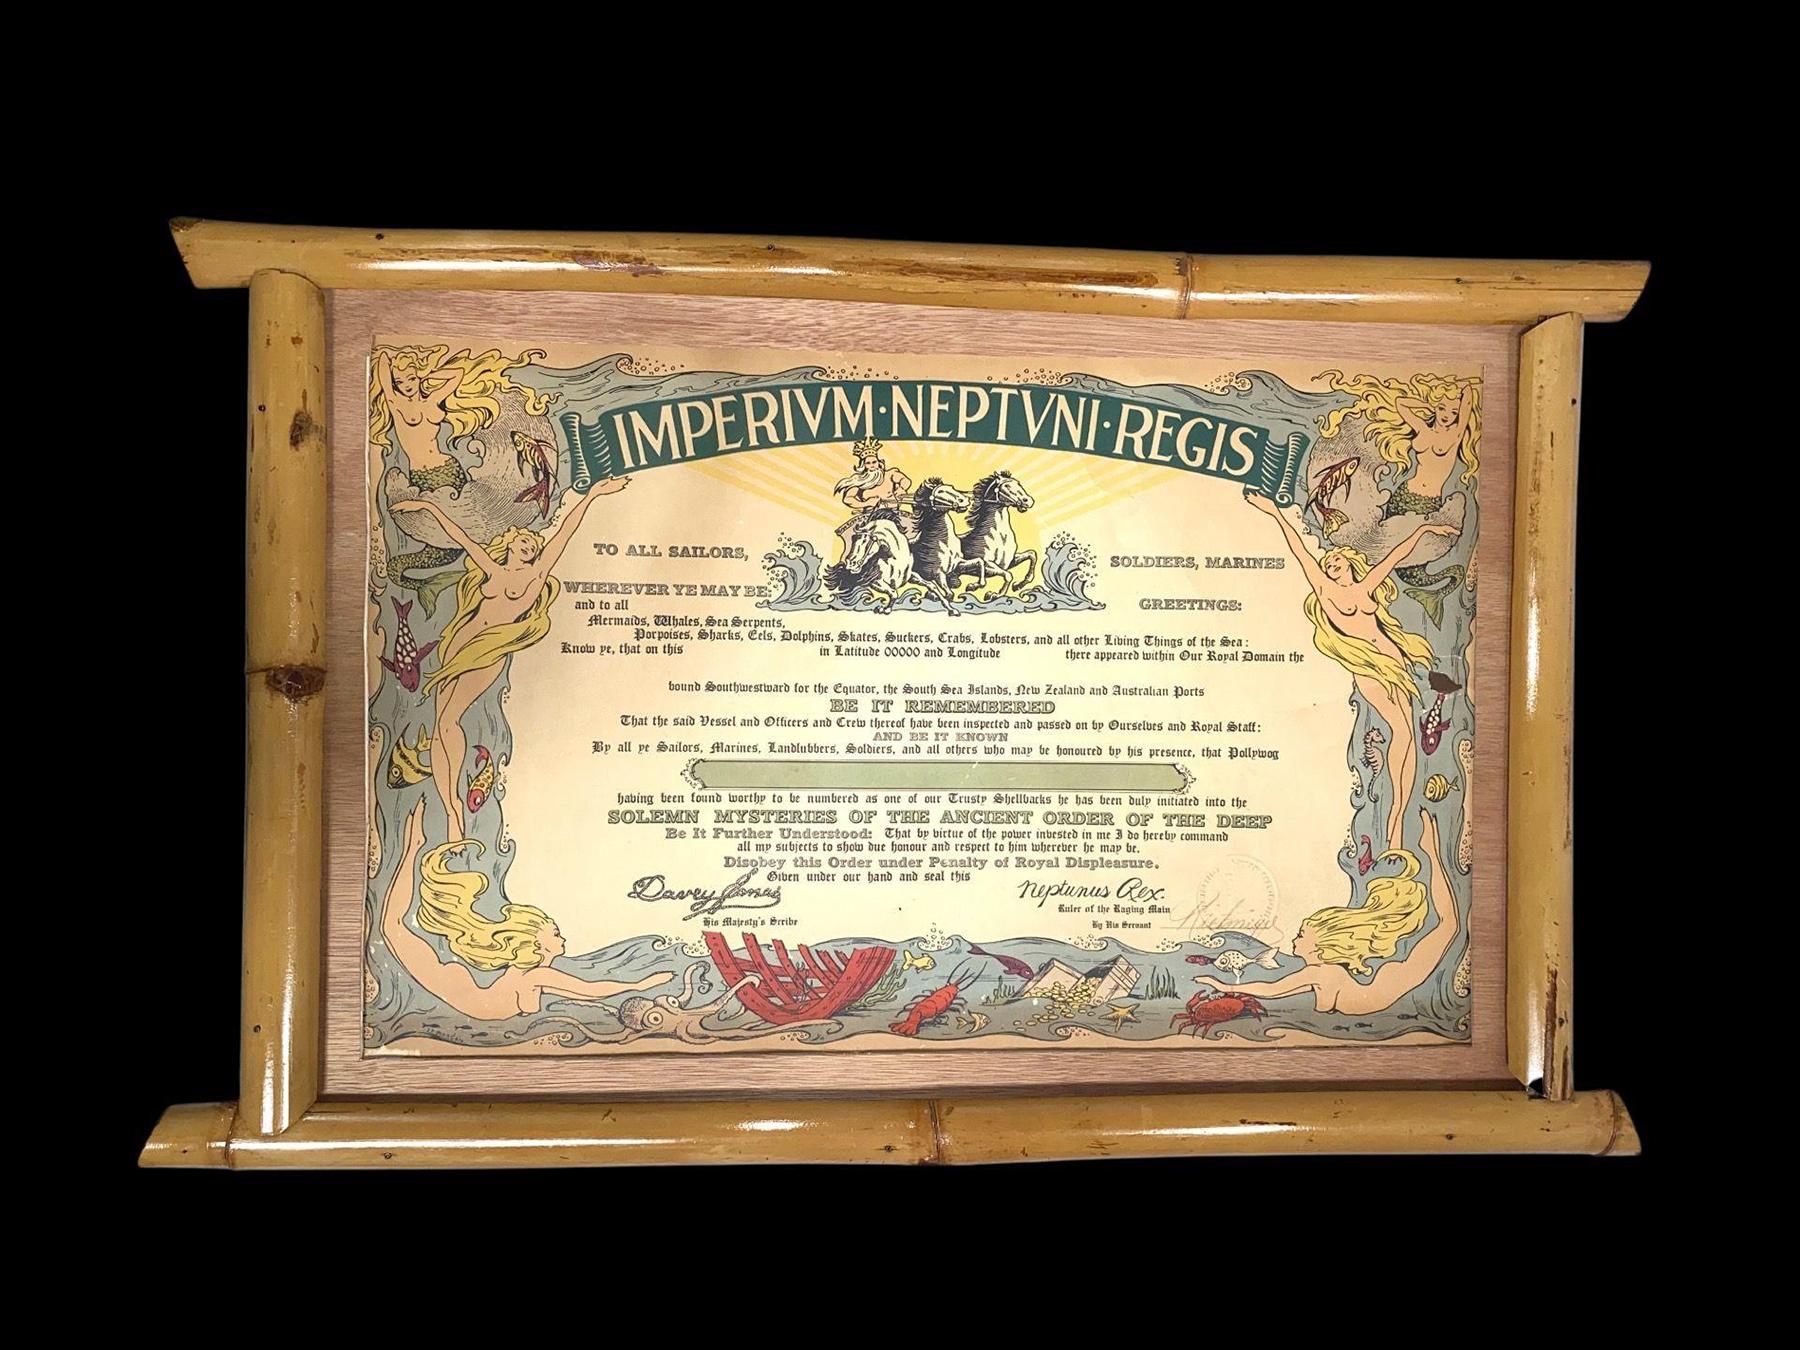 IMPERIVM·NEPTVNI·REGIS
TO ALL SAILORS, SOLDIERS, MARINES
WHEREVER YE MAY BE: GREETINGS:
and to all
Mermaids, Whales, Sea Serpents,
Porpoises, Sharks, Eels, Dolphins, Skates, Suckers, Crabs, Lobsters, and all other Living Things of the Sea:
Know ye, that on this in Latitude 00000 and Longitude there appeared within Our Royal Domain the
bound Southwestward for the Equator, the South Sea Islands, New Zealand and Australian Ports
BE IT REMEMBERED
That the said Vessel and Officers and Crew thereof have been inspected and passed on by Ourselves and Royal Staff:
AND BE IT KNOWN
By all ye Sailors, Marines, Landlubbers, Soldiers, and all others who may be honoured by his presence, that Pollywog
having been found worthy to be numbered as one of our Trusty Shellbacks he has been duly initiated into the
SOLEMN MYSTERIES OF THE ANCIENT ORDER OF THE DEEP
Be It Further Understood: That by virtue of the power invested in me I do hereby command
all my subjects to show due honour and respect to him wherever he may be.
Disobey this Order under Penalty of Royal Displeasure.
Given under our hand and seal this
Davey Jones Neptunus Rex.
His Majesty's Scribe Ruler of the Raging Main
By His Servant